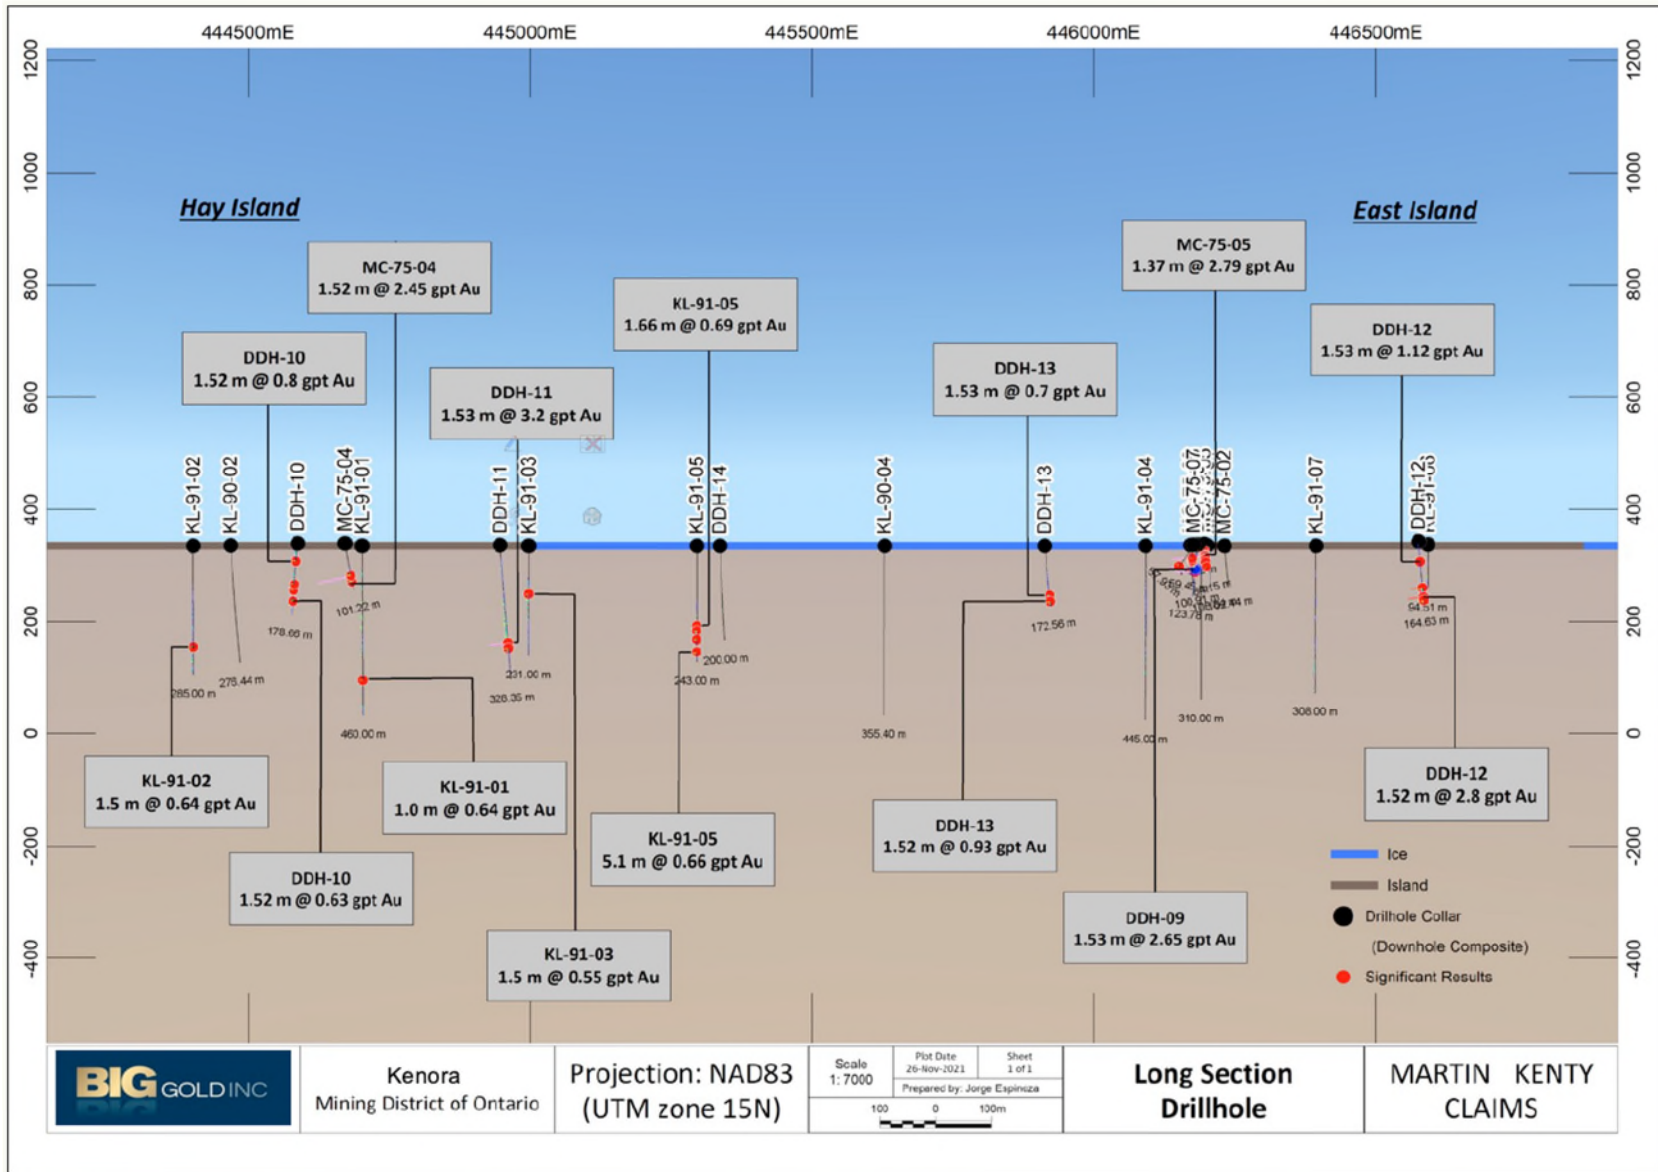 444500mE 445000mE 445500mE 446000mE 446500mE
1200 1200
1000 1000
Hay Island East Island
MC-75-04
1.52 m @ 2.45 gpt Au
MC-75-05
1.37 m @ 2.79 gpt Au
800 800
KL-91-05
1.66 m @ 0.69 gpt Au
DDH-10
1.52 m @ 0.8 gpt Au
DDH-11
1.53 m @ 3.2 gpt Au
DDH-13
1.53 m @ 0.7 gpt Au
DDH-12
1.53 m @ 1.12 gpt Au
600 600
400 400
KL-91-02
KL-90-02
DDH-10
MC-75-04
KL-91-01
DDH-11
KL-91-03
KL-91-05
DDH-14
KL-90-04
DDH-13
KL-91-04
MC-75-07
MC-75-02
KL-91-07
DDH-12
101.22 m
123.78
94.51 m
164.63 m
178.66 m
172.56 m
200 200
231.00 m
200.00 m
278.44 m
243.00 m
285.00 m
328.35 m
310.00 m
308.00 m
460.00 m
355.40 m
445.00
0 0
KL-91-02
1.5 m @ 0.64 gpt Au
KL-91-01
1.0 m @ 0.64 gpt Au
DDH-12
1.52 m @ 2.8 gpt Au
DDH-13
1.52 m @ 0.93 gpt Au
KL-91-05
5.1 m @ 0.66 gpt Au
-200 -200
DDH-10
1.52 m @ 0.63 gpt Au
DDH-09
1.53 m @ 2.65 gpt Au
KL-91-03
1.5 m @ 0.55 gpt Au
-400 -400
Ice
Island
Drilhole Collar
(Downhole Composite)
Significant Results
BIG GOLD INC
Kenora
Mining District of Ontario
Projection: NAD83
(UTM zone 15N)
Scale
1: 7000
Plot Date
26-Nov-2021
Sheet
1 of 1
Prepared by: Jorge Espinoza
100 0 100m
Long Section
Drillhole
MARTIN KENTY
CLAIMS